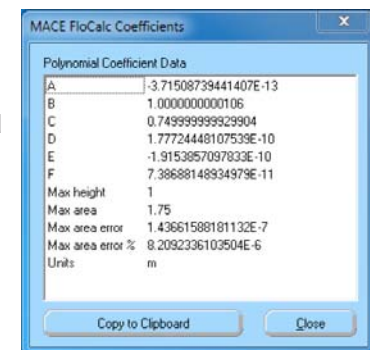 MACE FloCalc Coefficients
X
Polynomial Coefficient Data
A -3.71508739441407E-13
B 1.0000000000106
C 0.749999999929904
D 1.77724448107539E-10
E -1.9153857097833E-10
F 7.38688148934979E-11
Max height 1
Max area 1.75
Max area error 1.43661588181132E-7
Max area error % 8.2092336103504E-6
Units m
Copy to Clipboard Close